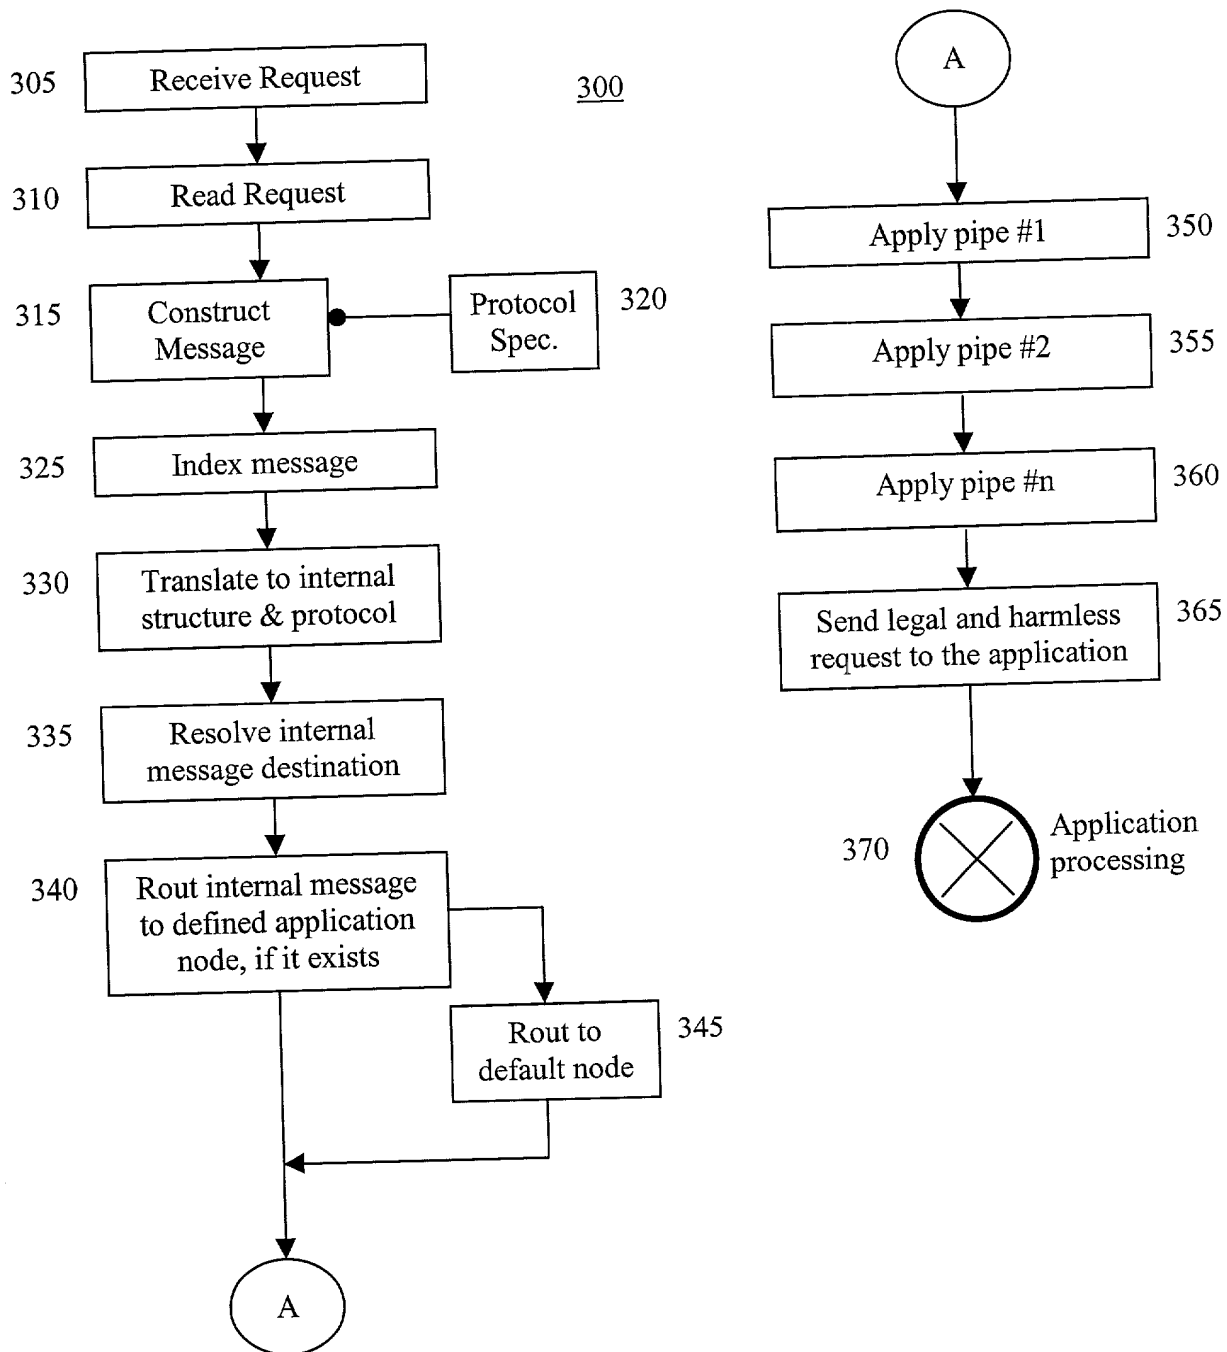 300
305
Receive Request
310
Read Request
315
Construct
Message
Protocol
Spec.
320
325
Index message
330
Translate to internal
structure & protocol
335
Resolve internal
message destination
340
Rout internal message
to defined application
node, if it exists
Rout to
default node
345
A
A
Apply pipe #1
350
Apply pipe #2
355
Apply pipe #n
360
Send legal and harmless
request to the application
365
370
Application
processing